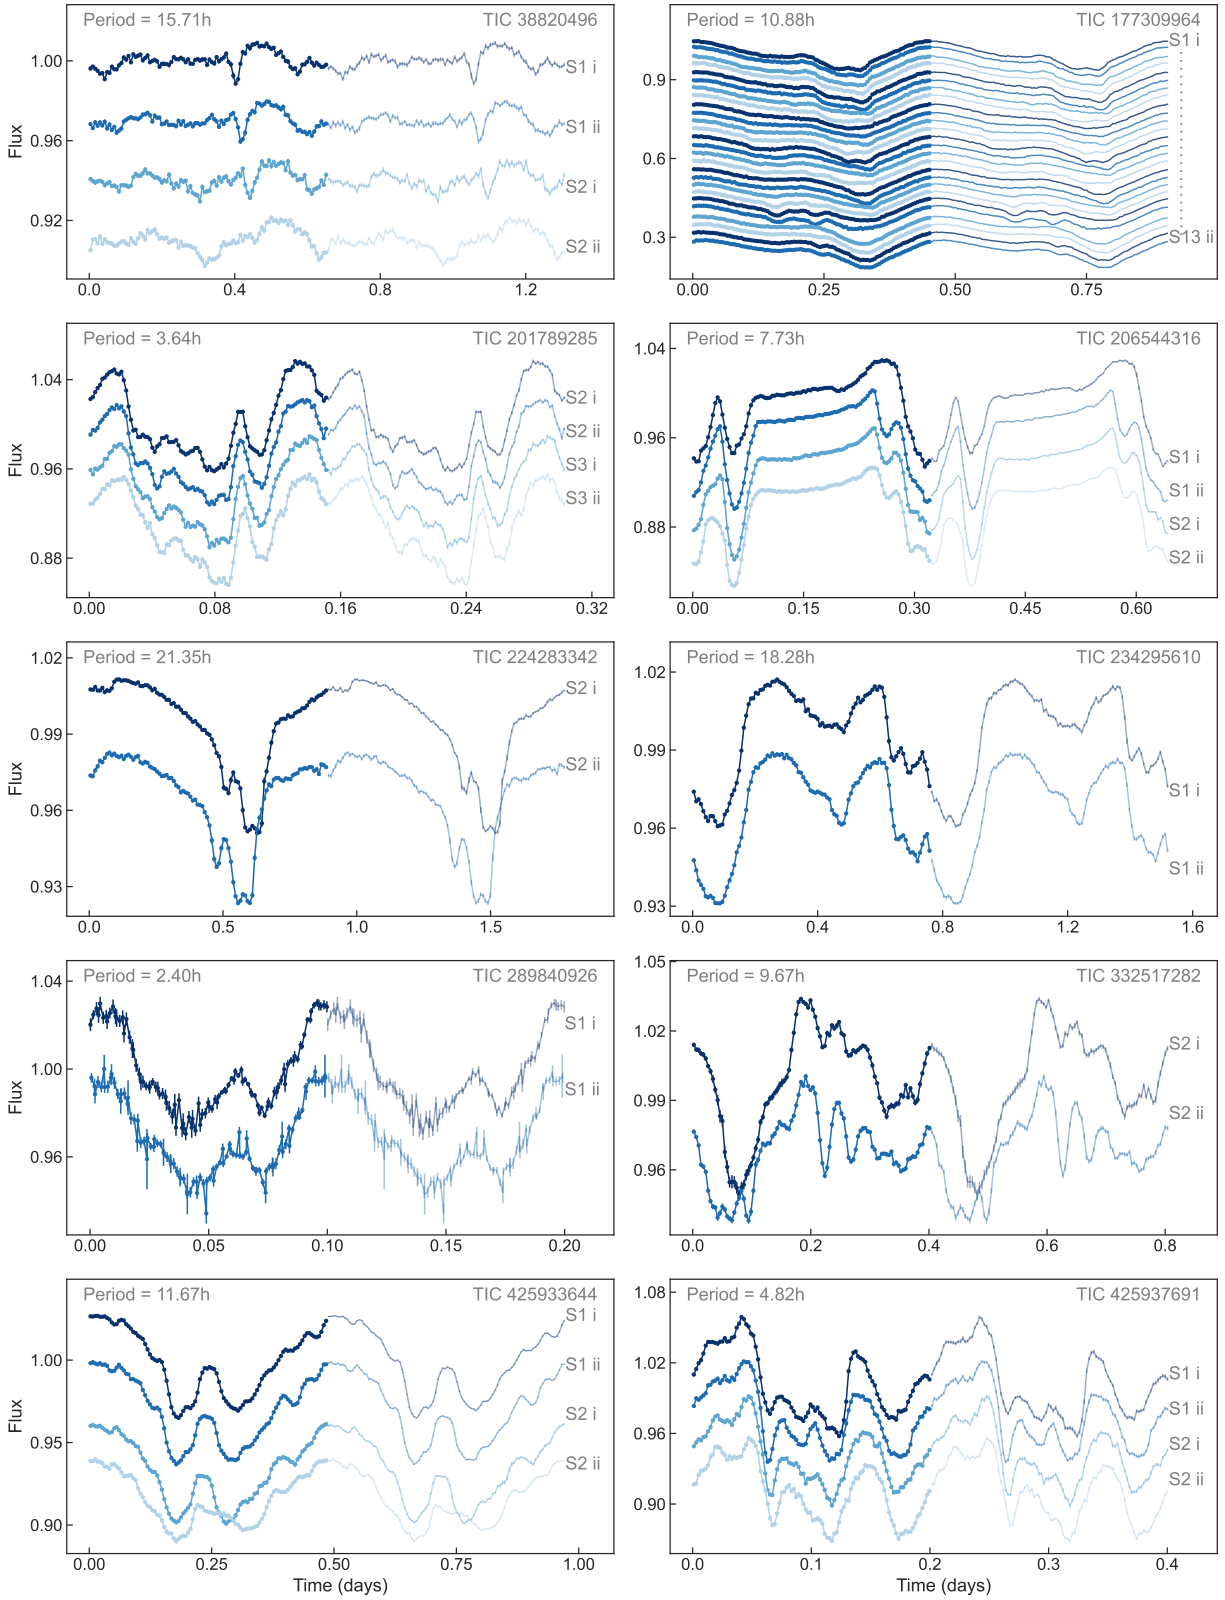 Period = 15.71h
TIC 38820496
1.00
0.96
0.92
Flux
S1 i
S1 ii
S2 i
S2 ii
0.0
0.4
0.8
1.2
Period = 10.88h
TIC 177309964
0.9
0.6
0.3
S1 i
S13 ii
0.00
0.25
0.50
0.75
Period = 3.64h
TIC 201789285
1.04
0.96
0.88
Flux
S2 i
S2 ii
S3 i
S3 ii
0.00
0.08
0.16
0.24
0.32
Period = 7.73h
TIC 206544316
1.04
0.96
0.88
S1 i
S1 ii
S2 i
S2 ii
0.00
0.15
0.30
0.45
0.60
Period = 21.35h
TIC 224283342
1.02
0.99
0.96
0.93
Flux
S2 i
S2 ii
0.0
0.5
1.0
1.5
Period = 18.28h
TIC 234295610
1.02
0.99
0.96
0.93
S1 i
S1 ii
0.0
0.4
0.8
1.2
1.6
Period = 2.40h
TIC 289840926
1.04
1.00
0.96
Flux
S1 i
S1 ii
0.00
0.05
0.10
0.15
0.20
Period = 9.67h
TIC 332517282
1.05
1.02
0.99
0.96
S2 i
S2 ii
0.0
0.2
0.4
0.6
0.8
Period = 11.67h
TIC 425933644
1.00
0.95
0.90
Flux
S1 i
S1 ii
S2 i
S2 ii
0.00
0.25
0.50
0.75
1.00
Time (days)
Period = 4.82h
TIC 425937691
1.08
1.02
0.96
0.90
S1 i
S1 ii
S2 i
S2 ii
0.0
0.1
0.2
0.3
0.4
Time (days)